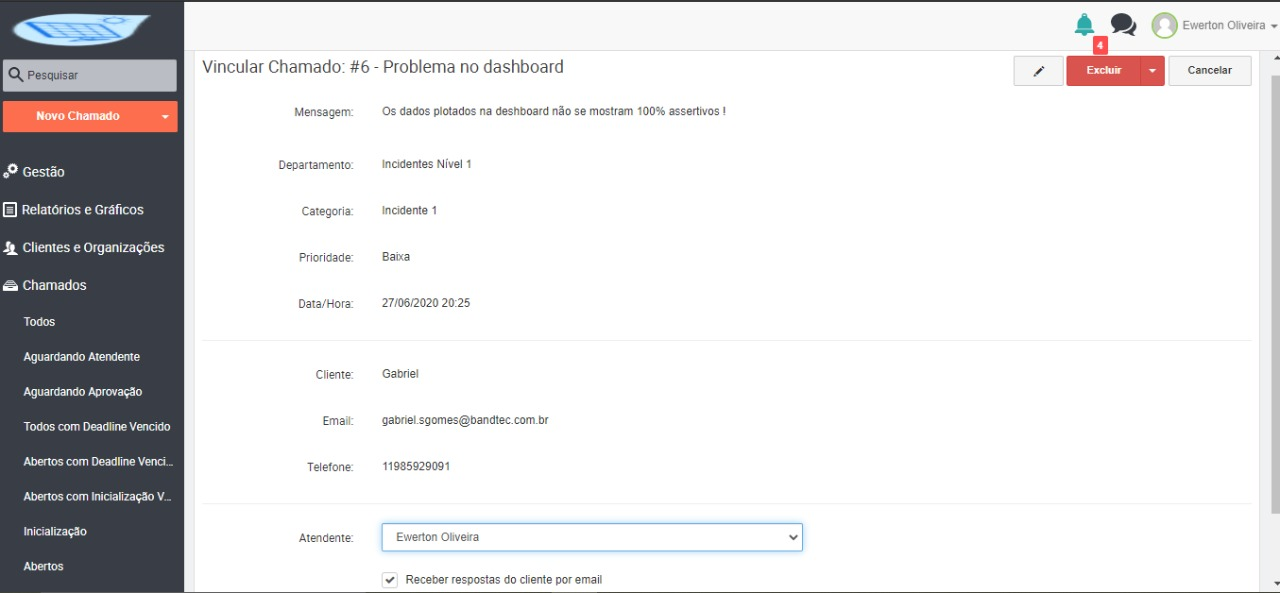 Ewerton Oliveira
4
Pesquisar
Novo Chamado
Gestão
Relatórios e Gráficos
Clientes e Organizações
Chamados
Todos
Aguardando Atendente
Aguardando Aprovação
Todos com Deadline Vencido
Abertos com Deadline Venci...
Abertos com Inicialização V...
Inicialização
Abertos
Vincular Chamado: #6 - Problema no dashboard
Excluir
Cancelar
Mensagem: Os dados plotados na deshboard não se mostram 100% assertivos !
Departamento: Incidentes Nível 1
Categoria: Incidente 1
Prioridade: Baixa
Data/Hora: 27/06/2020 20:25
Cliente: Gabriel
Email: gabriel.sgomes@bandtec.com.br
Telefone: 11985929091
Atendente: Ewerton Oliveira
Receber respostas do cliente por email